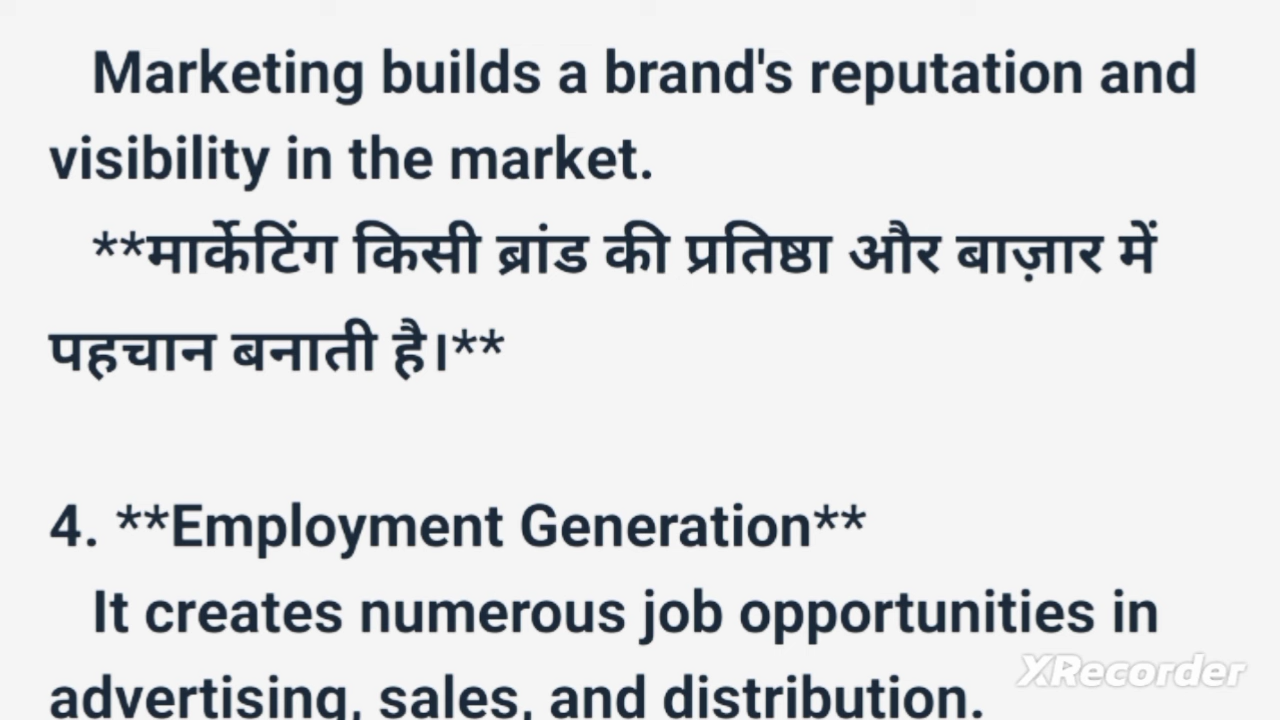 Marketing builds a brand's reputation and
visibility in the market.
**मार्केटिंग किसी ब्रांड की प्रतिष्ठा और बाज़ार में
पहचान बनाती है।**
4. **Employment Generation**
It creates numerous job opportunities in
advertising, sales, and distribution.
XRecorder